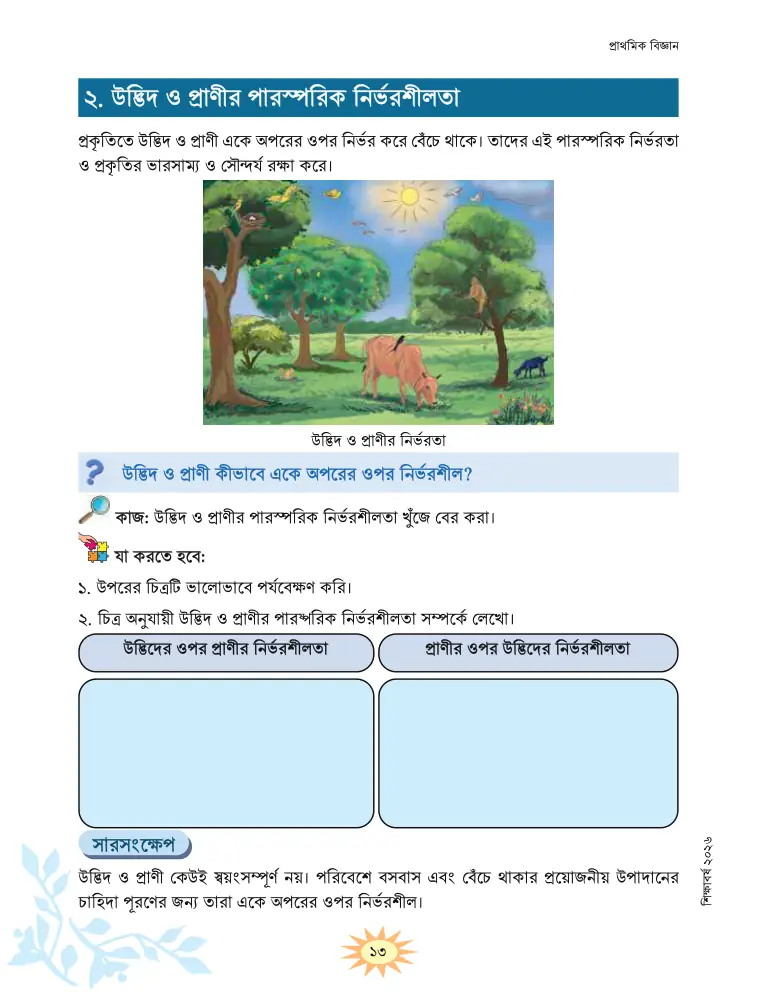 প্রাথমিক বিজ্ঞান
২. উদ্ভিদ ও প্রাণীর পারস্পরিক নির্ভরশীলতা
প্রকৃতিতে উদ্ভিদ ও প্রাণী একে অপরের ওপর নির্ভর করে বেঁচে থাকে। তাদের এই পারস্পরিক নির্ভরতা
ও প্রকৃতির ভারসাম্য ও সৌন্দর্য রক্ষা করে।
উদ্ভিদ ও প্রাণীর নির্ভরতা
? উদ্ভিদ ও প্রাণী কীভাবে একে অপরের ওপর নির্ভরশীল?
কাজ: উদ্ভিদ ও প্রাণীর পারস্পরিক নির্ভরশীলতা খুঁজে বের করা।
যা করতে হবে:
১. উপরের চিত্রটি ভালোভাবে পর্যবেক্ষণ করি।
২. চিত্র অনুযায়ী উদ্ভিদ ও প্রাণীর পারষ্পরিক নির্ভরশীলতা সম্পর্কে লেখো।
উদ্ভিদের ওপর প্রাণীর নির্ভরশীলতা
প্রাণীর ওপর উদ্ভিদের নির্ভরশীলতা
সারসংক্ষেপ
উদ্ভিদ ও প্রাণী কেউই স্বয়ংসম্পূর্ণ নয়। পরিবেশে বসবাস এবং বেঁচে থাকার প্রয়োজনীয় উপাদানের
চাহিদা পূরণের জন্য তারা একে অপরের ওপর নির্ভরশীল।
শিক্ষাবর্ষ ২০২৬
১৩